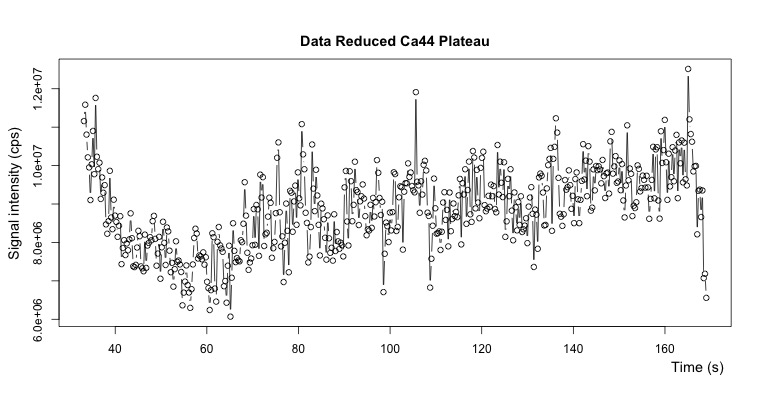 Data Reduced Ca44 Plateau
Signal intensity (cps)
1.2e+07
1.0e+07
8.0e+06
6.0e+06
40 60 80 100 120 140 160
Time (s)